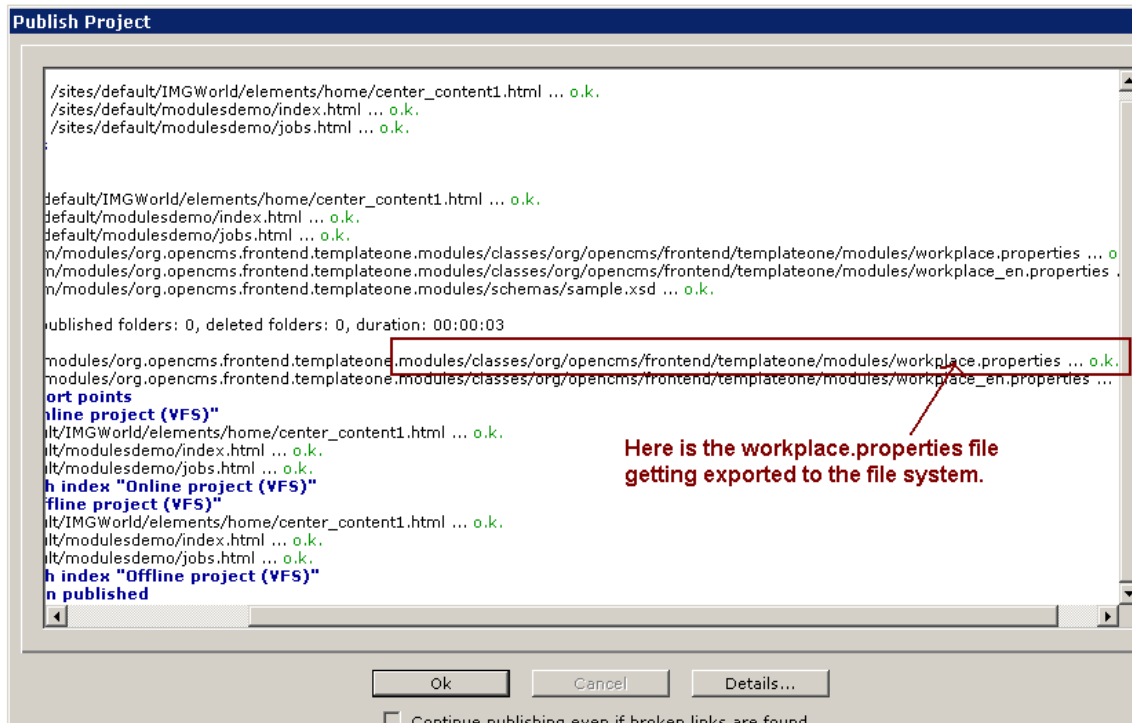 Publish Project
/sites/default/IMGWorld/elements/home/center_content1.html ... o.k.
/sites/default/modulesdemo/index.html ... o.k.
/sites/default/modulesdemo/jobs.html ... o.k.
default/IMGWorld/elements/home/center_content1.html ... o.k.
default/modulesdemo/index.html ... o.k.
default/modulesdemo/jobs.html ... o.k.
m/modules/org.opencms.frontend.templateone.modules/classes/org/opencms/frontend/templateone/modules/workplace.properties ... o
m/modules/org.opencms.frontend.templateone.modules/classes/org/opencms/frontend/templateone/modules/workplace_en.properties .
m/modules/org.opencms.frontend.templateone.modules/schemas/sample.xsd ... o.k.
ublished folders: 0, deleted folders: 0, duration: 00:00:03
modules/org.opencms.frontend.templateone.modules/classes/org/opencms/frontend/templateone/modules/workplace.properties ... o.k.
modules/org.opencms.frontend.templateone.modules/classes/org/opencms/frontend/templateone/modules/workplace_en.properties ...
ort points
nline project (VFS)"
lt/IMGWorld/elements/home/center_content1.html ... o.k.
lt/modulesdemo/index.html ... o.k.
lt/modulesdemo/jobs.html ... o.k.
h index "Online project (VFS)"
ffline project (VFS)"
lt/IMGWorld/elements/home/center_content1.html ... o.k.
lt/modulesdemo/index.html ... o.k.
lt/modulesdemo/jobs.html ... o.k.
h index "Offline project (VFS)"
n published
Here is the workplace.properties file
getting exported to the file system.
Ok Cancel Details...
Continue publishing even if broken links are found